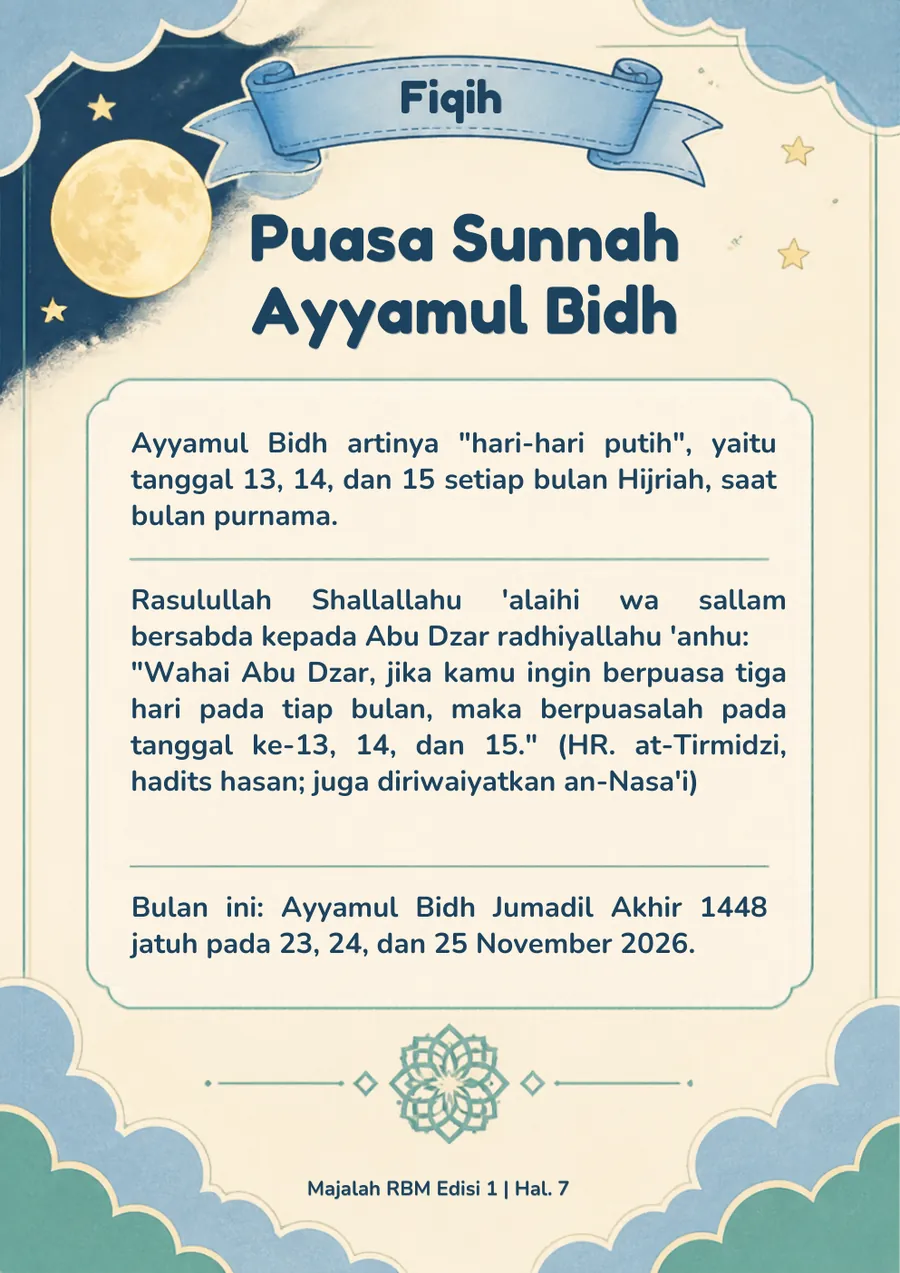 Fiqih
Puasa Sunnah
Ayyamul Bidh
Ayyamul Bidh artinya "hari-hari putih", yaitu
tanggal 13, 14, dan 15 setiap bulan Hijriah, saat
bulan purnama.
Rasulullah Shallallahu 'alaihi wa sallam
bersabda kepada Abu Dzar radhiyallahu 'anhu:
"Wahai Abu Dzar, jika kamu ingin berpuasa tiga
hari pada tiap bulan, maka berpuasalah pada
tanggal ke-13, 14, dan 15." (HR. at-Tirmidzi,
hadits hasan; juga diriwaiyatkan an-Nasa'i)
Bulan ini: Ayyamul Bidh Jumadil Akhir 1448
jatuh pada 23, 24, dan 25 November 2026.
Majalah RBM Edisi 1 | Hal. 7